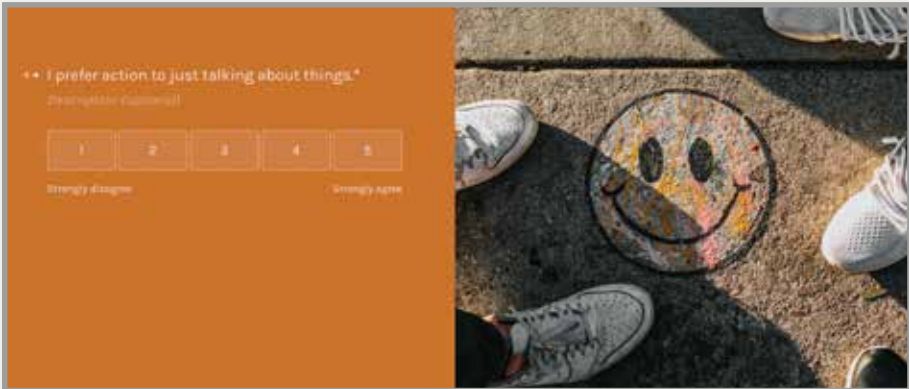 I prefer action to just talking about things.*
Description (optional)
1 2 3 4 5
Strongly disagree Strongly agree